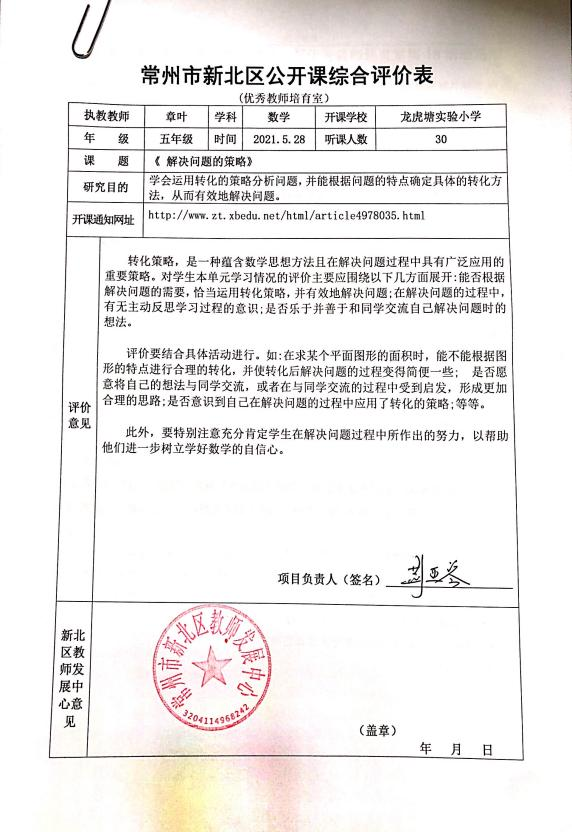 常州市新北区公开课综合评价表
(优秀教师培育室)
执教教师 章叶 学科 数学 开课学校 龙虎塘实验小学
年 级 五年级 时间 2021.5.28 听课人数 30
课 题 《 解决问题的策略》
研究目的 学会运用转化的策略分析问题，并能根据问题的特点确定具体的转化方
法，从而有效地解决问题。
开课通知网址 http://www.zt.xbedu.net/html/article4978035.html
评价
意见
转化策略，是一种蕴含数学思想方法且在解决问题过程中具有广泛应用的
重要策略。对学生本单元学习情况的评价主要应围绕以下几方面展开:能否根据
解决问题的需要，恰当运用转化策略,并有效地解决问题;在解决问题的过程中，
有无主动反思学习过程的意识;是否乐于并善于和同学交流自己解决问题时的
想法。
评价要结合具体活动进行。如:在求某个平面图形的面积时，能不能根据图
形的特点进行合理的转化，并使转化后解决问题的过程变得简便一些； 是否愿
意将自己的想法与同学交流，或者在与同学交流的过程中受到启发，形成更加
合理的思路;是否意识到自己在解决问题的过程中应用了转化的策略;等等。
此外，要特别注意充分肯定学生在解决问题过程中所作出的努力，以帮助
他们进一步树立学好数学的自信心。
项目负责人（签名）
新北
区教
师发
展中
心意
见
常州市新北区教师发展中心
3204114968242
（盖章）
年 月 日